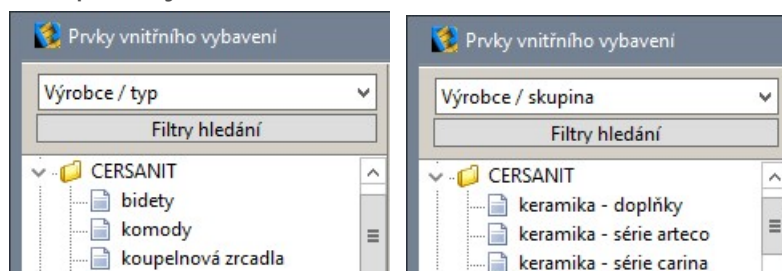 Prvky vnitřního vybavení
Výrobce / typ
Filtry hledání
CERSANIT
bidety
komody
koupelnová zrcadla
Prvky vnitřního vybavení
Výrobce / skupina
Filtry hledání
CERSANIT
keramika - doplňky
keramika - série arteco
keramika - série carina